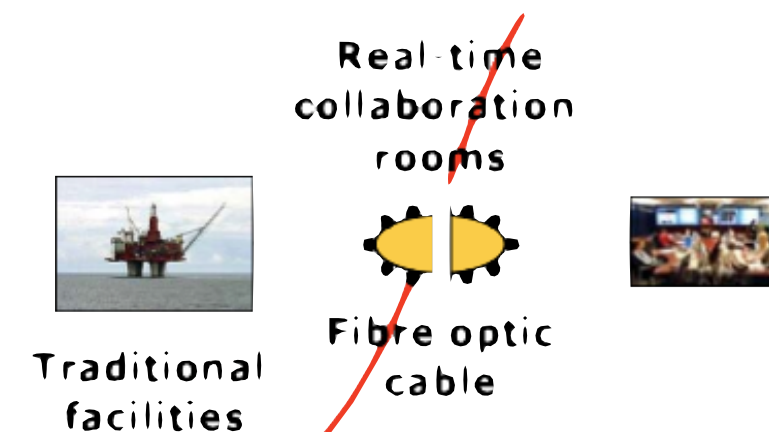 Real-time
collaboration
rooms
Fibre optic
cable
Traditional
facilities